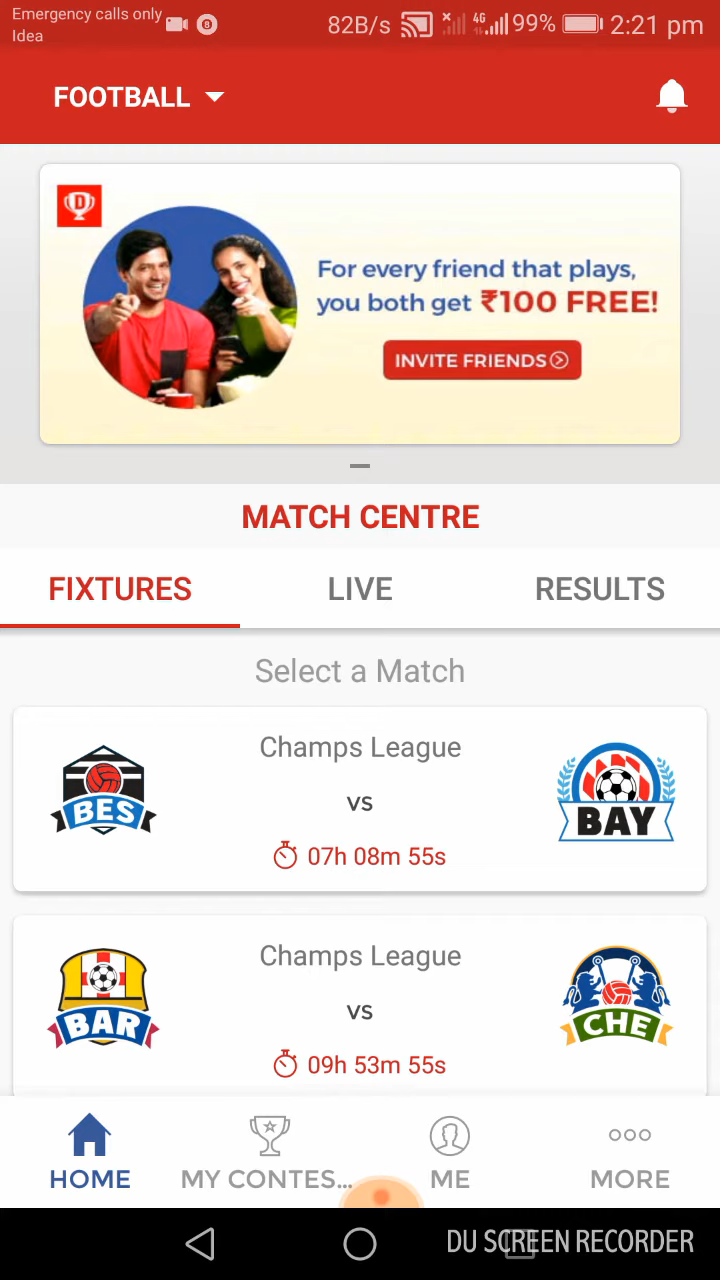 Emergency calls only
Idea
8
82B/s
4G
99%
2:21 pm
FOOTBALL
D
For every friend that plays,
you both get ₹100 FREE!
INVITE FRIENDS
MATCH CENTRE
FIXTURES
LIVE
RESULTS
Select a Match
Champs League
BES
vs
BAY
07h 08m 55s
Champs League
BAR
vs
CHE
09h 53m 55s
HOME
MY CONTES...
ME
MORE
DU SCREEN RECORDER